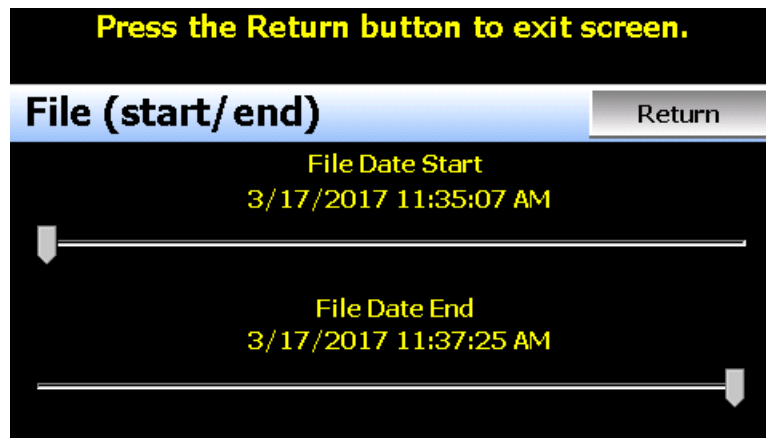 Press the Return button to exit screen.
File (start/end)
Return
File Date Start
3/17/2017 11:35:07 AM
File Date End
3/17/2017 11:37:25 AM